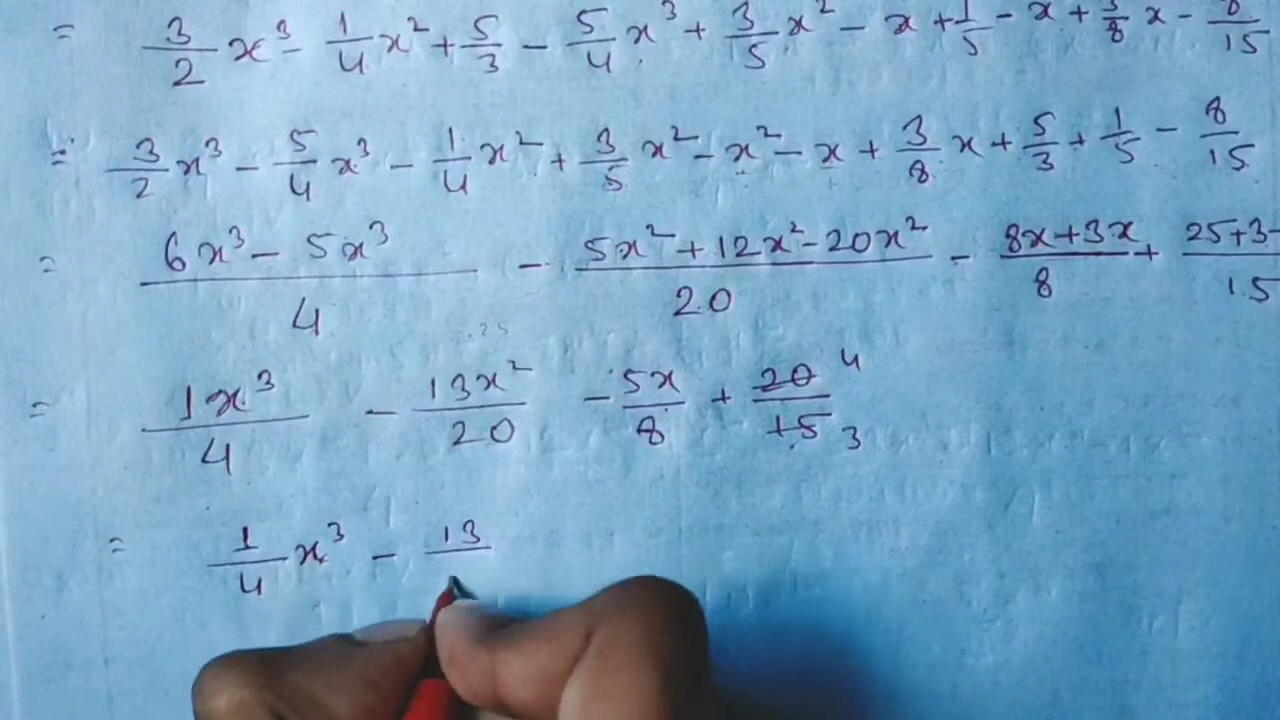 = 3/2 x³ - 1/4 x² + 5/3 - 5/4 x³ + 3/5 x² - x + 1/5 - x + 3/8 x - 8/15
= 3/2 x³ - 5/4 x³ - 1/4 x² + 3/5 x² - x² - x + 3/8 x + 5/3 + 1/5 - 8/15
= 6x³ - 5x³/4 - 5x² + 12x² - 20x²/20 - 8x + 3x/8 + 25 + 3 -/15
= 1x³/4 - 13x²/20 - 5x/8 + 20/15 4/3
= 1/4 x³ - 13